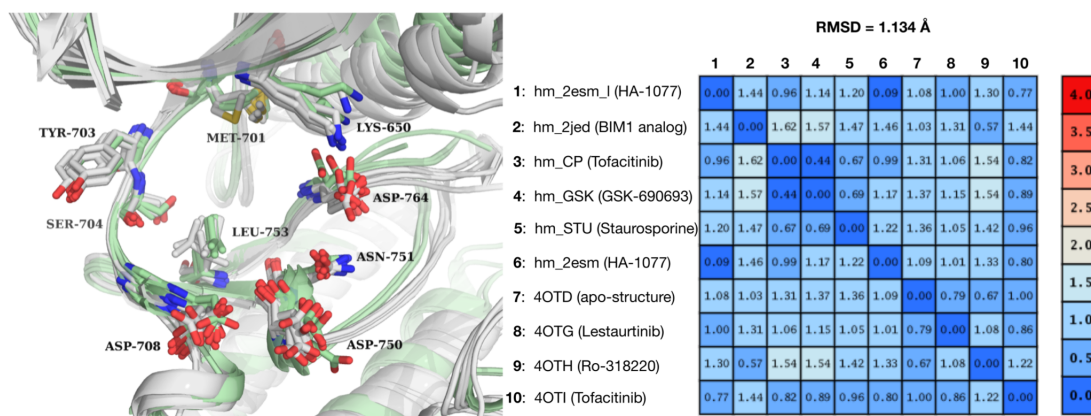 TYR-703
MET-701
LYS-650
SER-704
ASP-764
LEU-753
ASN-751
ASP-708
ASP-750
RMSD = 1.134 Å
1 2 3 4 5 6 7 8 9 10
1: hm_2esm_l (HA-1077) 0.00 1.44 0.96 1.14 1.20 0.09 1.08 1.00 1.30 0.77
2: hm_2jed (BIM1 analog) 1.44 0.00 1.62 1.57 1.47 1.46 1.03 1.31 0.57 1.44
3: hm_CP (Tofacitinib) 0.96 1.62 0.00 0.44 0.67 0.99 1.31 1.06 1.54 0.82
4: hm_GSK (GSK-690693) 1.14 1.57 0.44 0.00 0.69 1.17 1.37 1.15 1.54 0.89
5: hm_STU (Staurosporine) 1.20 1.47 0.67 0.69 0.00 1.22 1.36 1.05 1.42 0.96
6: hm_2esm (HA-1077) 0.09 1.46 0.99 1.17 1.22 0.00 1.09 1.01 1.33 0.80
7: 4OTD (apo-structure) 1.08 1.03 1.31 1.37 1.36 1.09 0.00 0.79 0.67 1.00
8: 4OTG (Lestaurtinib) 1.00 1.31 1.06 1.15 1.05 1.01 0.79 0.00 1.08 0.86
9: 4OTH (Ro-318220) 1.30 0.57 1.54 1.54 1.42 1.33 0.67 1.08 0.00 1.22
10: 4OTI (Tofacitinib) 0.77 1.44 0.82 0.89 0.96 0.80 1.00 0.86 1.22 0.00
4.0
3.5
3.0
2.5
2.0
1.5
1.0
0.5
0.0